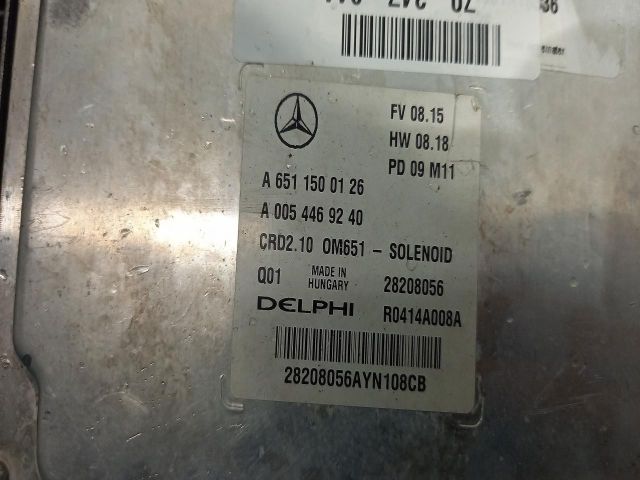 36
FV 08.15
HW 08.18
PD 09 M11
A 651 150 01 26
A 005 446 92 40
CRD2.10 OM651 - SOLENOID
Q01 MADE IN HUNGARY 28208056
DELPHI R0414A008A
28208056AYN108CB